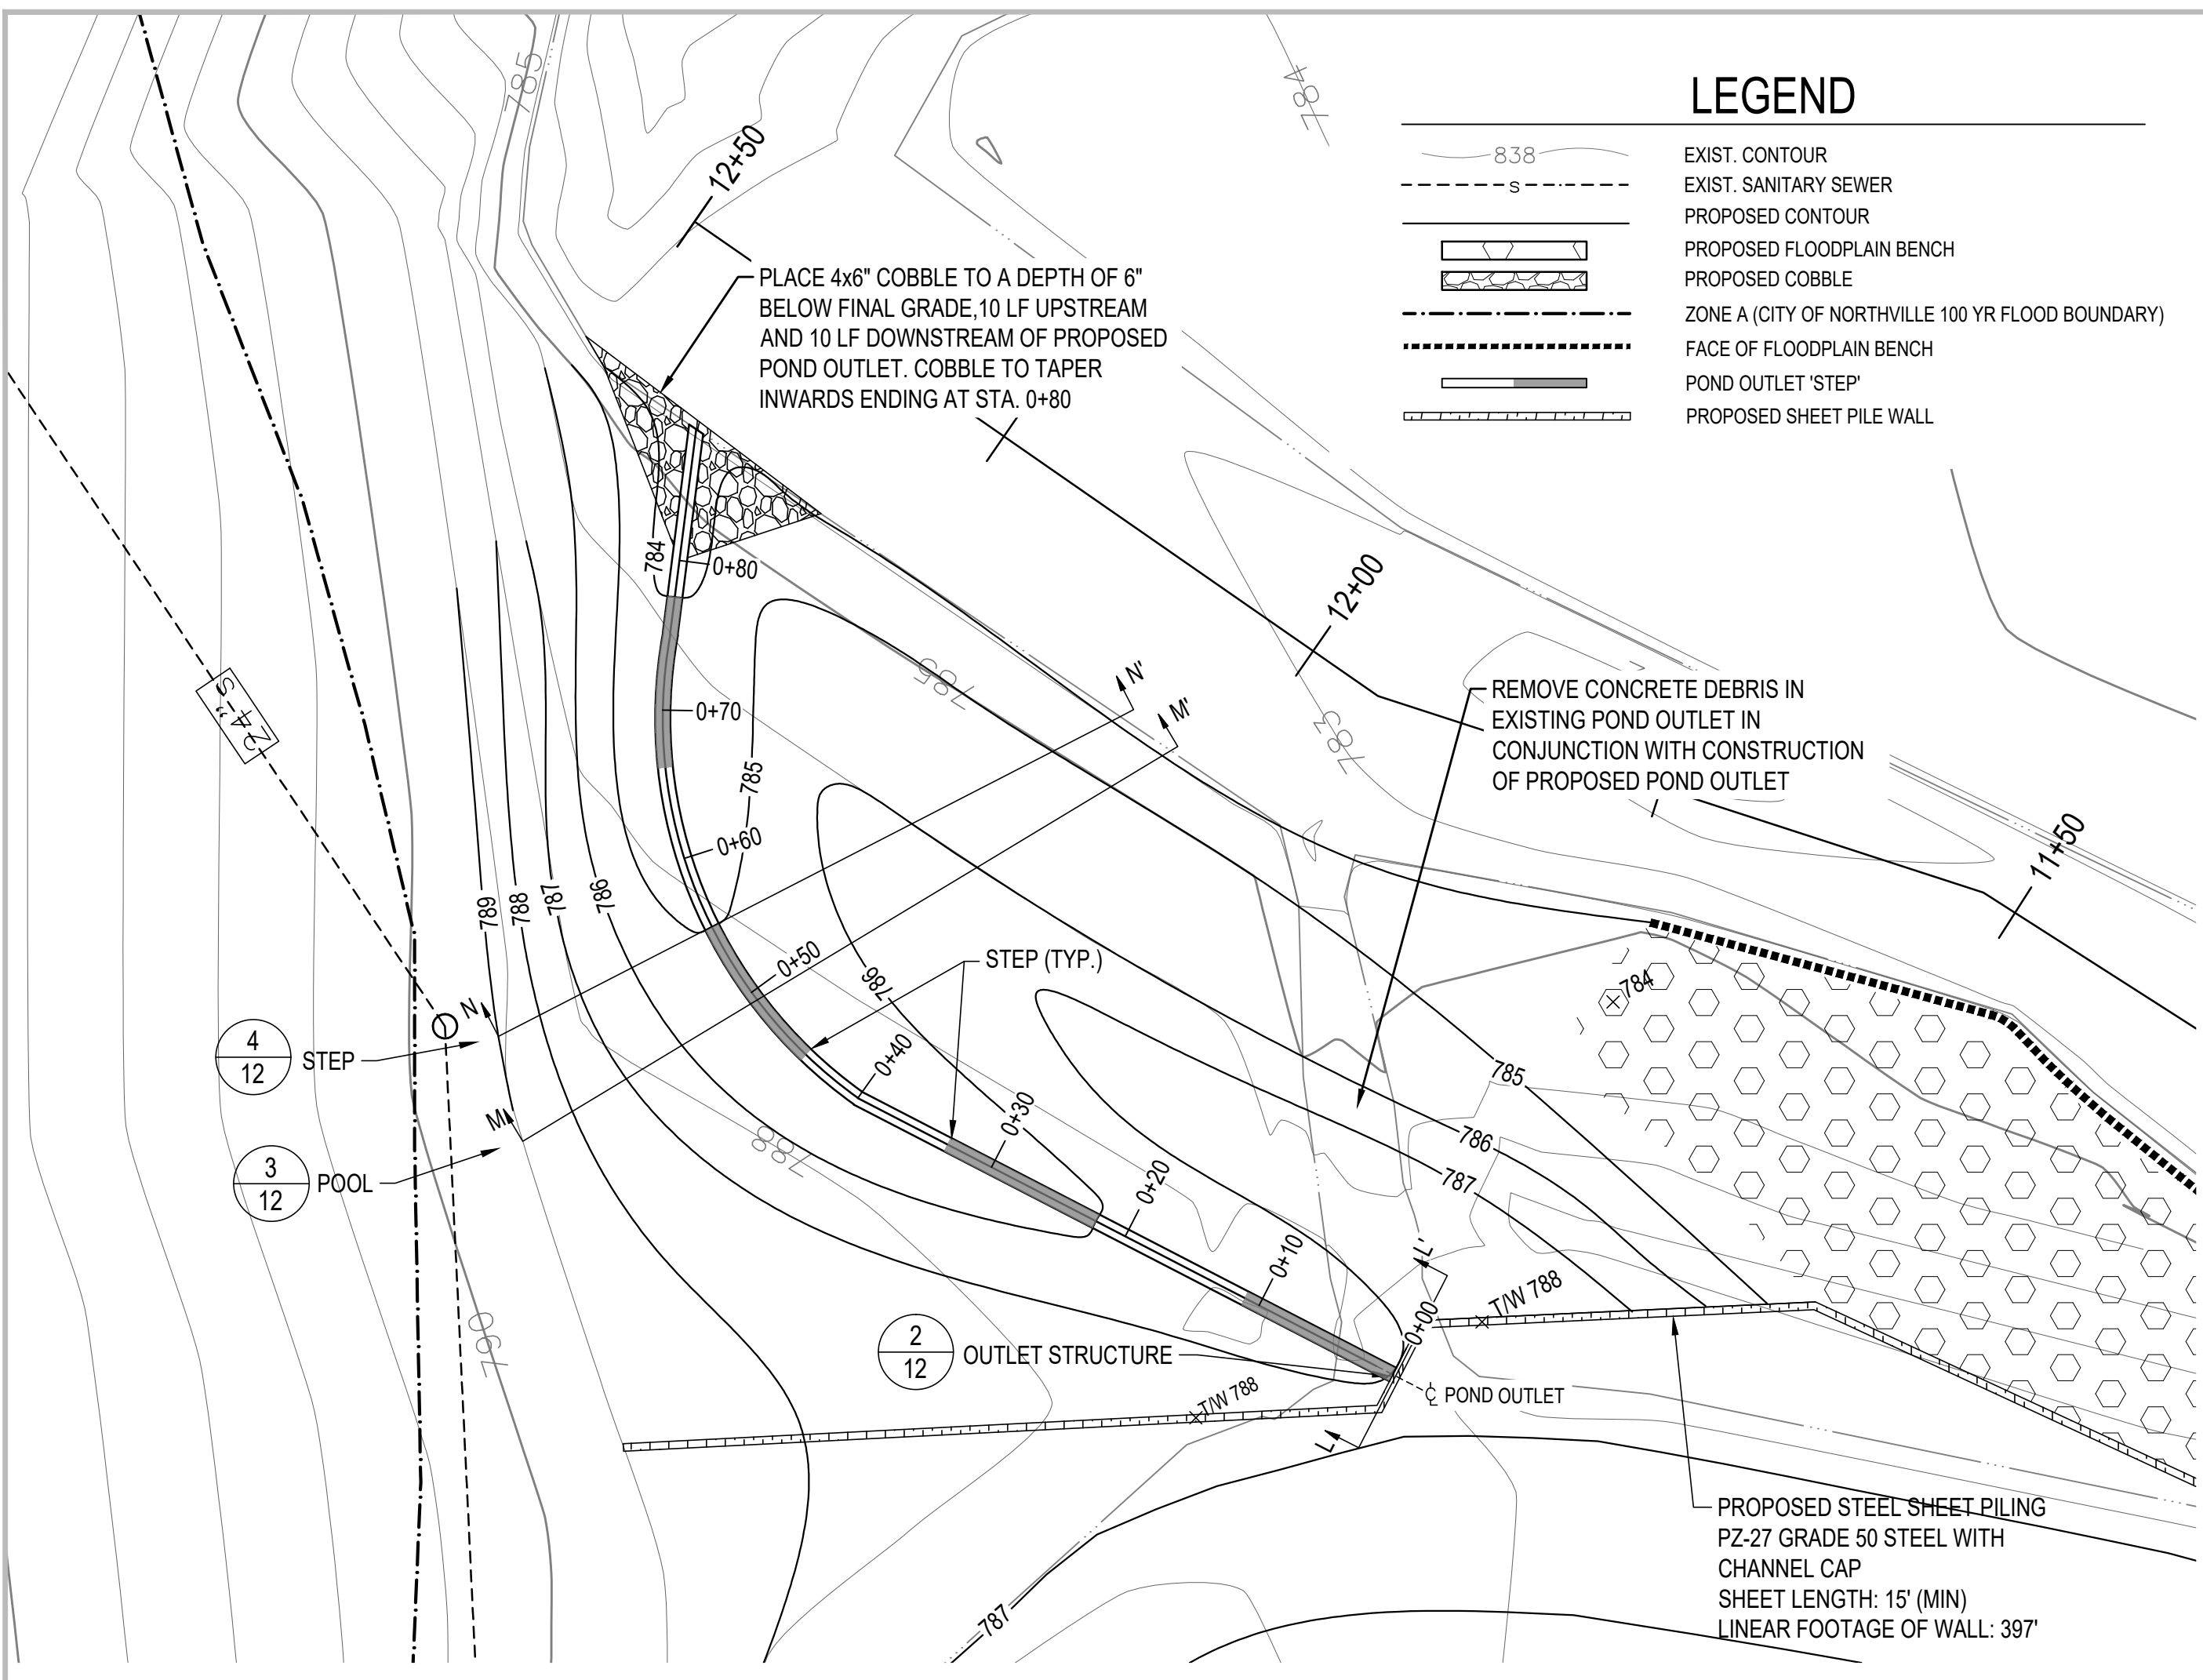 LEGEND
838
EXIST. CONTOUR
S
EXIST. SANITARY SEWER
PROPOSED CONTOUR
PROPOSED FLOODPLAIN BENCH
PROPOSED COBBLE
ZONE A (CITY OF NORTHVILLE 100 YR FLOOD BOUNDARY)
FACE OF FLOODPLAIN BENCH
POND OUTLET 'STEP'
PROPOSED SHEET PILE WALL
785
784
12+50
PLACE 4x6" COBBLE TO A DEPTH OF 6"
BELOW FINAL GRADE,10 LF UPSTREAM
AND 10 LF DOWNSTREAM OF PROPOSED
POND OUTLET. COBBLE TO TAPER
INWARDS ENDING AT STA. 0+80
784
0+80
12+00
785
N'
M'
0+70
24" S
783
REMOVE CONCRETE DEBRIS IN
EXISTING POND OUTLET IN
CONJUNCTION WITH CONSTRUCTION
OF PROPOSED POND OUTLET
785
0+60
11+50
789
788
787
786
0+50
STEP (TYP.)
786
784
N
4
12
STEP
0+40
785
M
0+30
788
786
787
3
12
POOL
0+20
0+10
L'
T/W 788
0+00
790
2
12
OUTLET STRUCTURE
T/W 788
℄ POND OUTLET
L
PROPOSED STEEL SHEET PILING
PZ-27 GRADE 50 STEEL WITH
CHANNEL CAP
SHEET LENGTH: 15' (MIN)
LINEAR FOOTAGE OF WALL: 397'
787